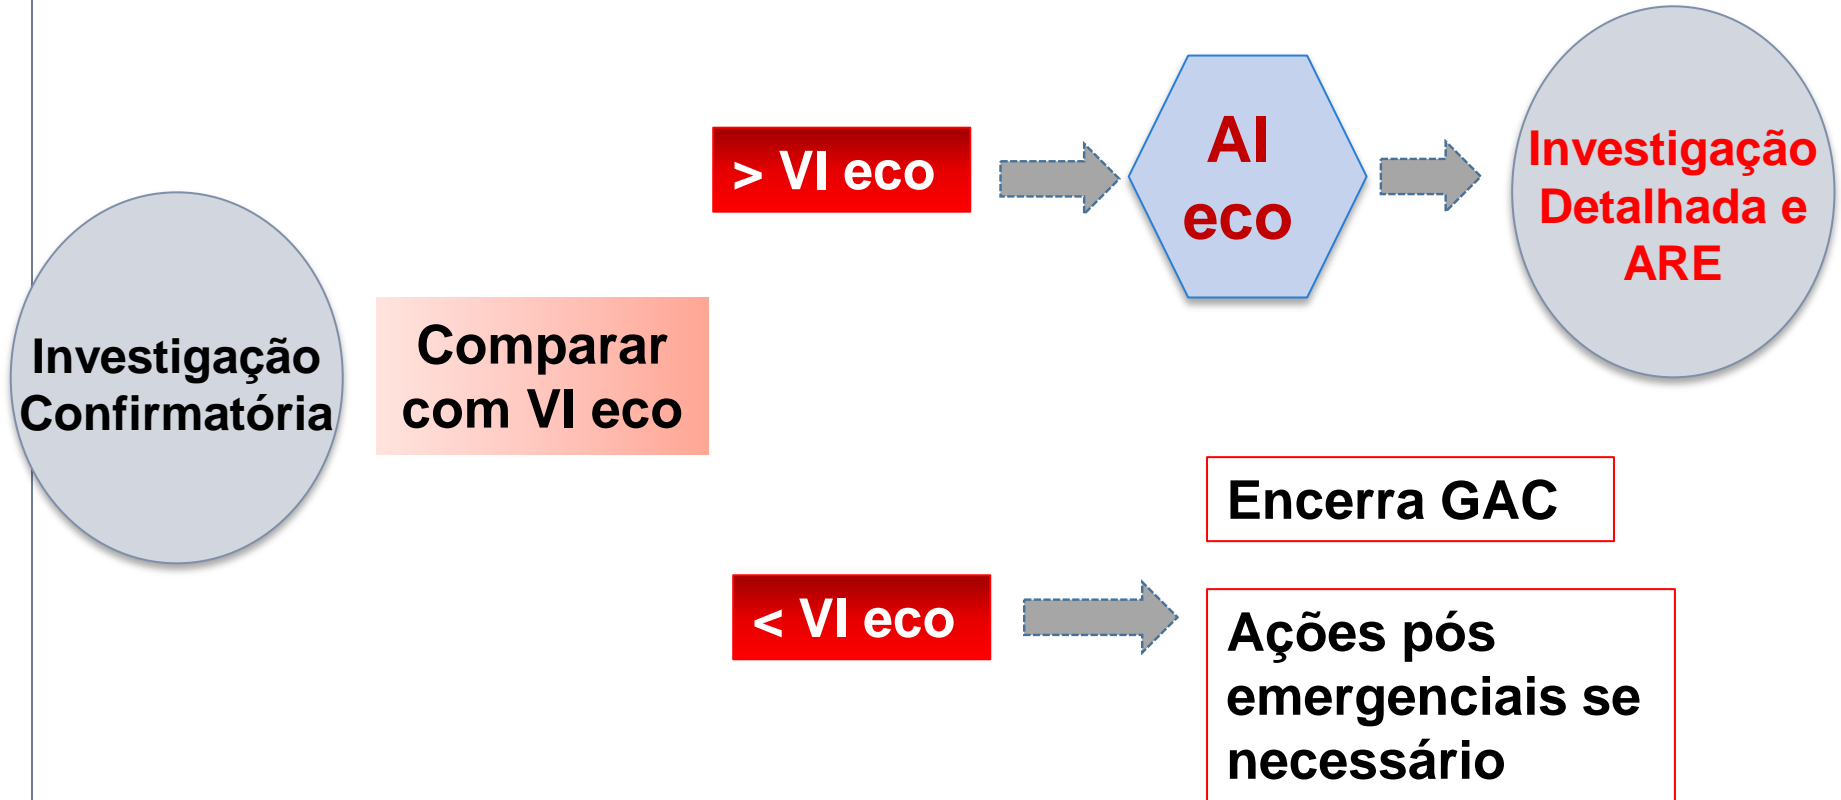 Investigação
Confirmatória
Comparar
com VI eco
> VI eco
AI
eco
Investigação
Detalhada e
ARE
< VI eco
Encerra GAC
Ações pós
emergenciais se
necessário